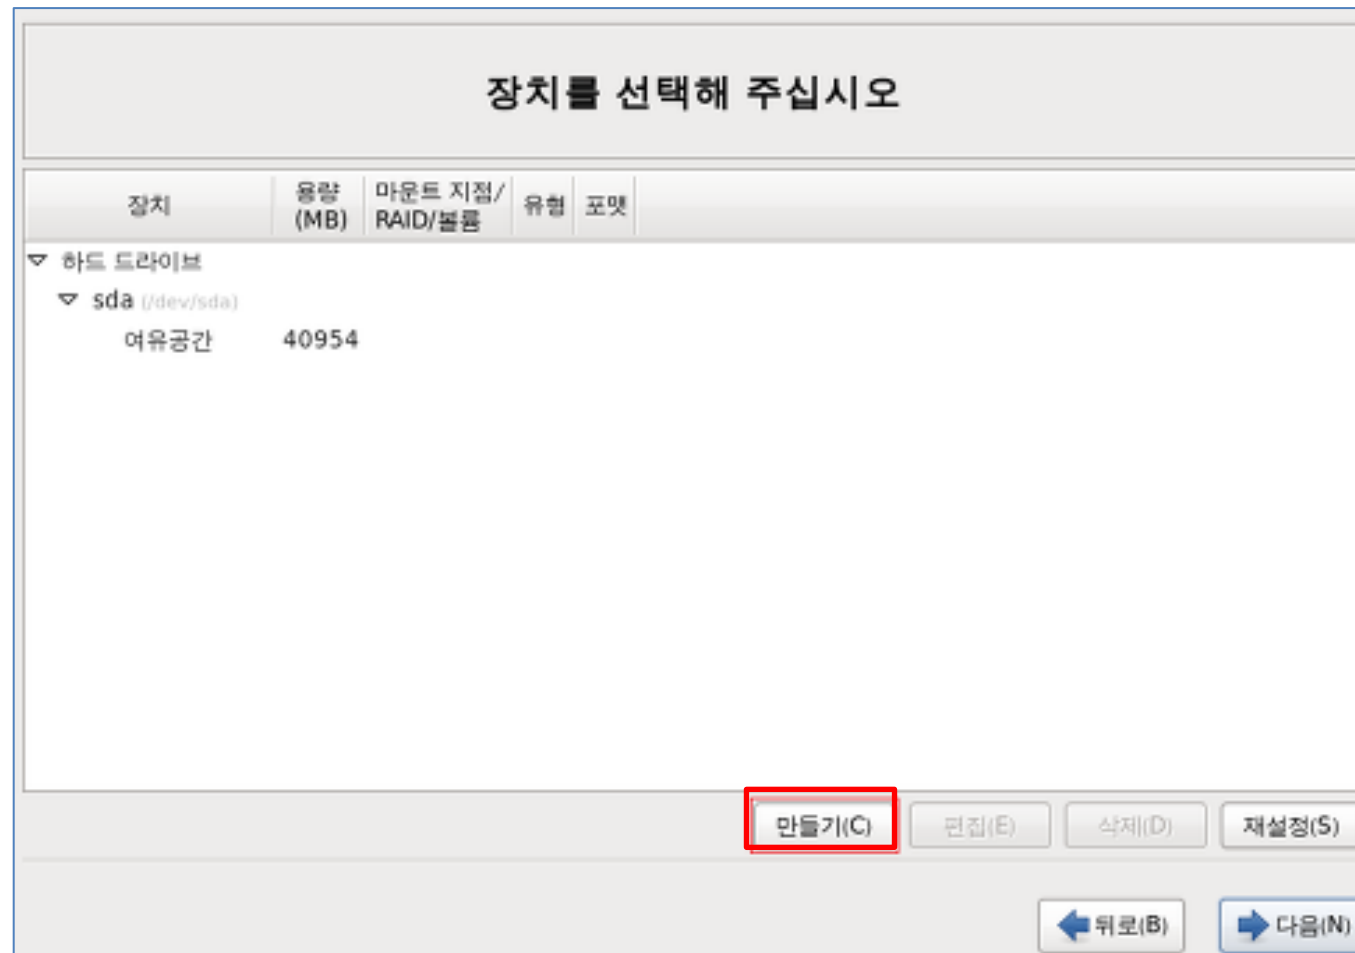 장치를 선택해 주십시오
장치 용량 (MB) 마운트 지점/ RAID/볼륨 유형 포맷
하드 드라이브
sda (/dev/sda)
여유공간 40954
만들기(C) 편집(E) 삭제(D) 재설정(S)
뒤로(B) 다음(N)